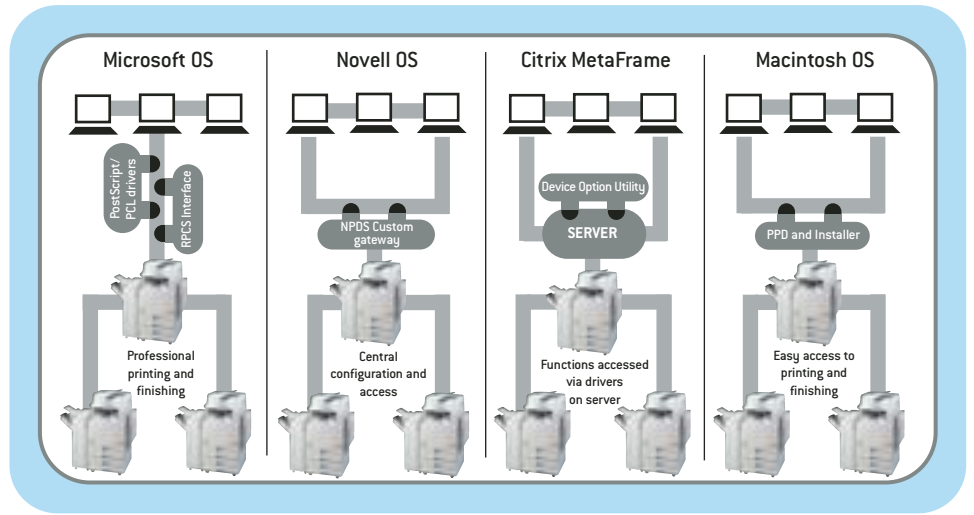 Microsoft OS
PostScript/
PCL drivers
RPCS Interface
Professional
printing and
finishing
Novell OS
NPDS Custom
gateway
Central
configuration and
access
Citrix MetaFrame
Device Option Utility
SERVER
Functions accessed
via drivers
on server
Macintosh OS
PPD and Installer
Easy access to
printing and
finishing